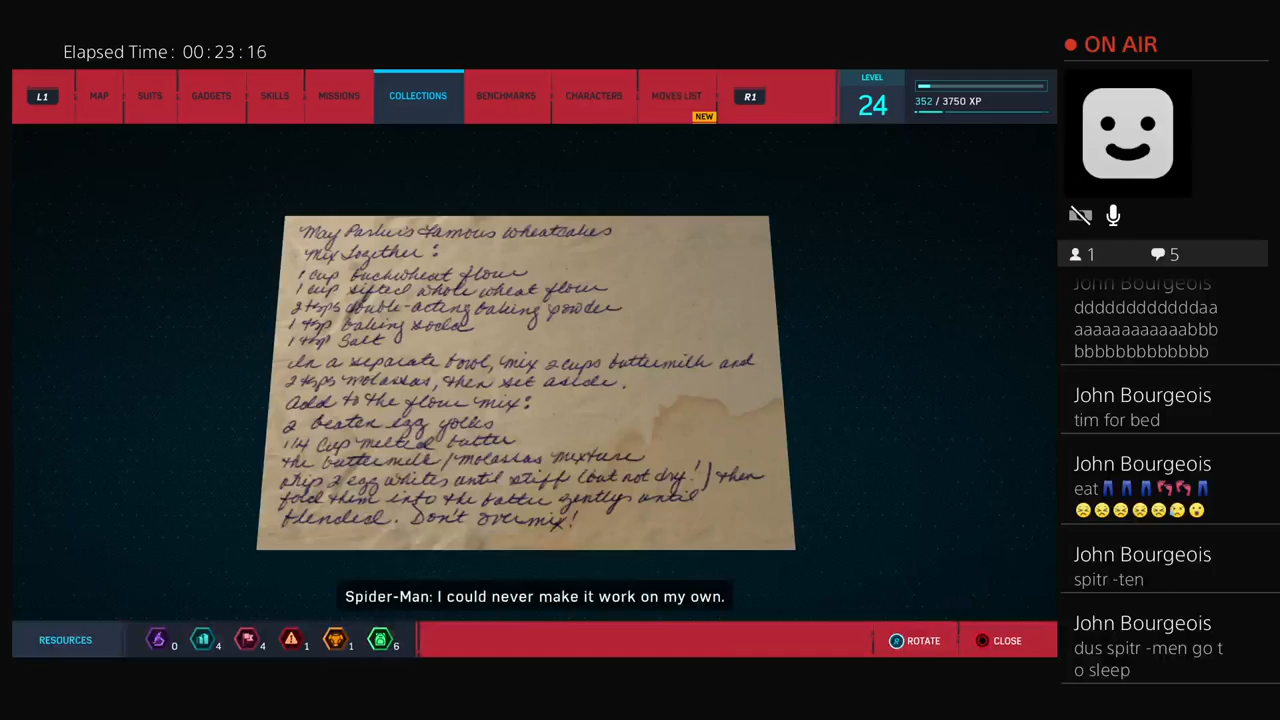 Elapsed Time: 00:23:16
ON AIR
L1 MAP SUITS GADGETS SKILLS MISSIONS COLLECTIONS BENCHMARKS CHARACTERS MOVES LIST R1
NEW
LEVEL
24
352 / 3750 XP
May Parker's Famous Wheatcakes
Mix Together:
1 cup buckwheat flour
1 cup sifted whole wheat flour
2 tsps double-acting baking powder
1 tsp baking soda
1 tsp Salt
In a separate bowl, mix 2 cups buttermilk and
2 tsps molassas, then set aside.
Add to the flour mix:
2 beaten egg yolks
1/4 cup melted butter
the buttermilk/molassas mixture
whip 2 egg whites until stiff (but not dry!) then
fold them into the batter gently until
blended. Don't overmix!
Spider-Man: I could never make it work on my own.
RESOURCES 0 4 4 1 1 6
R ROTATE CLOSE
1 5
John Bourgeois
dddddddddddaa
aaaaaaaaaaaabbb
bbbbbbbbbbbbb
John Bourgeois
tim for bed
John Bourgeois
eat👖👖👖👣👣👖
😣😣😣😣😣😥😮
John Bourgeois
spitr -ten
John Bourgeois
dus spitr -men go t
o sleep